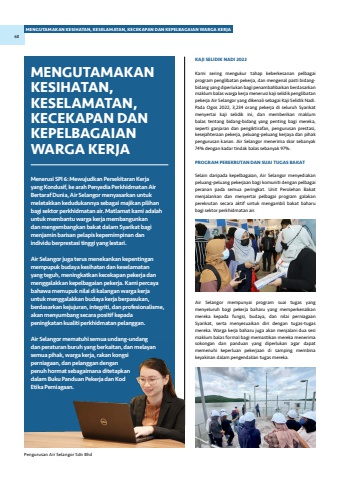 MENGUTAMAKAN KESIHATAN, KESELAMATAN, KECEKAPAN DAN KEPELBAGAIAN WARGA KERJA
68
MENGUTAMAKAN
KESIHATAN,
KESELAMATAN,
KECEKAPAN DAN
KEPELBAGAIAN
WARGA KERJA
Menerusi SPI 6: Mewujudkan Persekitaran Kerja
yang Kondusif, ke arah Penyedia Perkhidmatan Air
Bertaraf Dunia, Air Selangor menyasarkan untuk
meletakkan kedudukannya sebagai majikan pilihan
bagi sektor perkhidmatan air. Matlamat kami adalah
untuk membantu warga kerja membangunkan
dan mengembangkan bakat dalam Syarikat bagi
menjamin barisan pelapis kepemimpinan dan
individu berprestasi tinggi yang lestari.
Air Selangor juga terus menekankan kepentingan
mempupuk budaya kesihatan dan keselamatan
yang teguh, meningkatkan kecekapan pekerja dan
menggalakkan kepelbagaian pekerja. Kami percaya
bahawa memupuk nilai di kalangan warga kerja
untuk menggalakkan budaya kerja berpasukan,
berdasarkan kejujuran, integriti, dan profesionalisme,
akan menyumbang secara positif kepada
peningkatan kualiti perkhidmatan pelanggan.
Air Selangor mematuhi semua undang-undang
dan peraturan buruh yang berkaitan, dan melayan
semua pihak, warga kerja, rakan kongsi
perniagaan, dan pelanggan dengan
penuh hormat sebagaimana ditetapkan
dalam Buku Panduan Pekerja dan Kod
Etika Perniagaan.
Pengurusan Air Selangor Sdn Bhd
KAJI SELIDIK NADI 2022
Kami sering mengukur tahap keberkesanan pelbagai
program penglibatan pekerja, dan mengenal pasti bidang-
bidang yang diperlukan bagi penambahbaikan berdasarkan
maklum balas warga kerja menerusi kaji selidik penglibatan
pekerja Air Selangor yang dikenali sebagai Kaji Selidik Nadi.
Pada Ogos 2022, 3,234 orang pekerja di seluruh Syarikat
menyertai kaji selidik ini, dan memberikan maklum
balas tentang bidang-bidang yang penting bagi mereka,
seperti ganjaran dan pengiktirafan, pengurusan prestasi,
kesejahteraan pekerja, peluang-peluang kerjaya dan pihak
pengurusan kanan. Air Selangor menerima skor sebanyak
74% dengan kadar tindak balas sebanyak 97%.
PROGRAM PEREKRUTAN DAN SUAI TUGAS BAKAT
Selain daripada kepelbagaian, Air Selangor menyediakan
peluang-peluang pekerjaan bagi komuniti dengan pelbagai
peranan pada semua peringkat. Unit Perolehan Bakat
menjalankan dan menyertai pelbagai program galakan
perekrutan secara aktif untuk mengambil bakat baharu
bagi sektor perkhidmatan air.
Air Selangor mempunyai program suai tugas yang
menyeluruh bagi pekerja baharu yang memperkenalkan
mereka kepada fungsi, budaya, dan nilai perniagaan
Syarikat, serta menyesuaikan diri dengan tugas-tugas
mereka. Warga kerja baharu juga akan menjalani dua sesi
maklum balas formal bagi memastikan mereka menerima
sokongan dan panduan yang diperlukan agar dapat
memenuhi keperluan pekerjaan di samping membina
keyakinan dalam pengendalian tugas mereka.